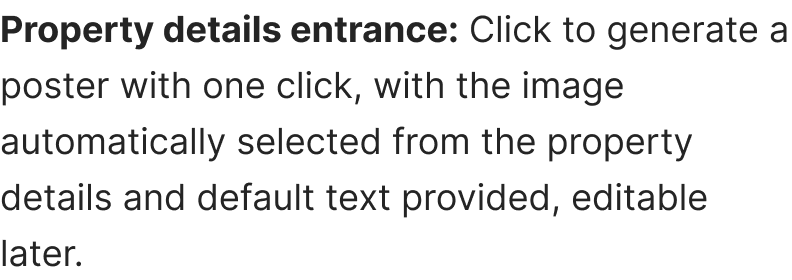 Property details entrance: Click to generate a
poster with one click, with the image
automatically selected from the property
details and default text provided, editable
later.